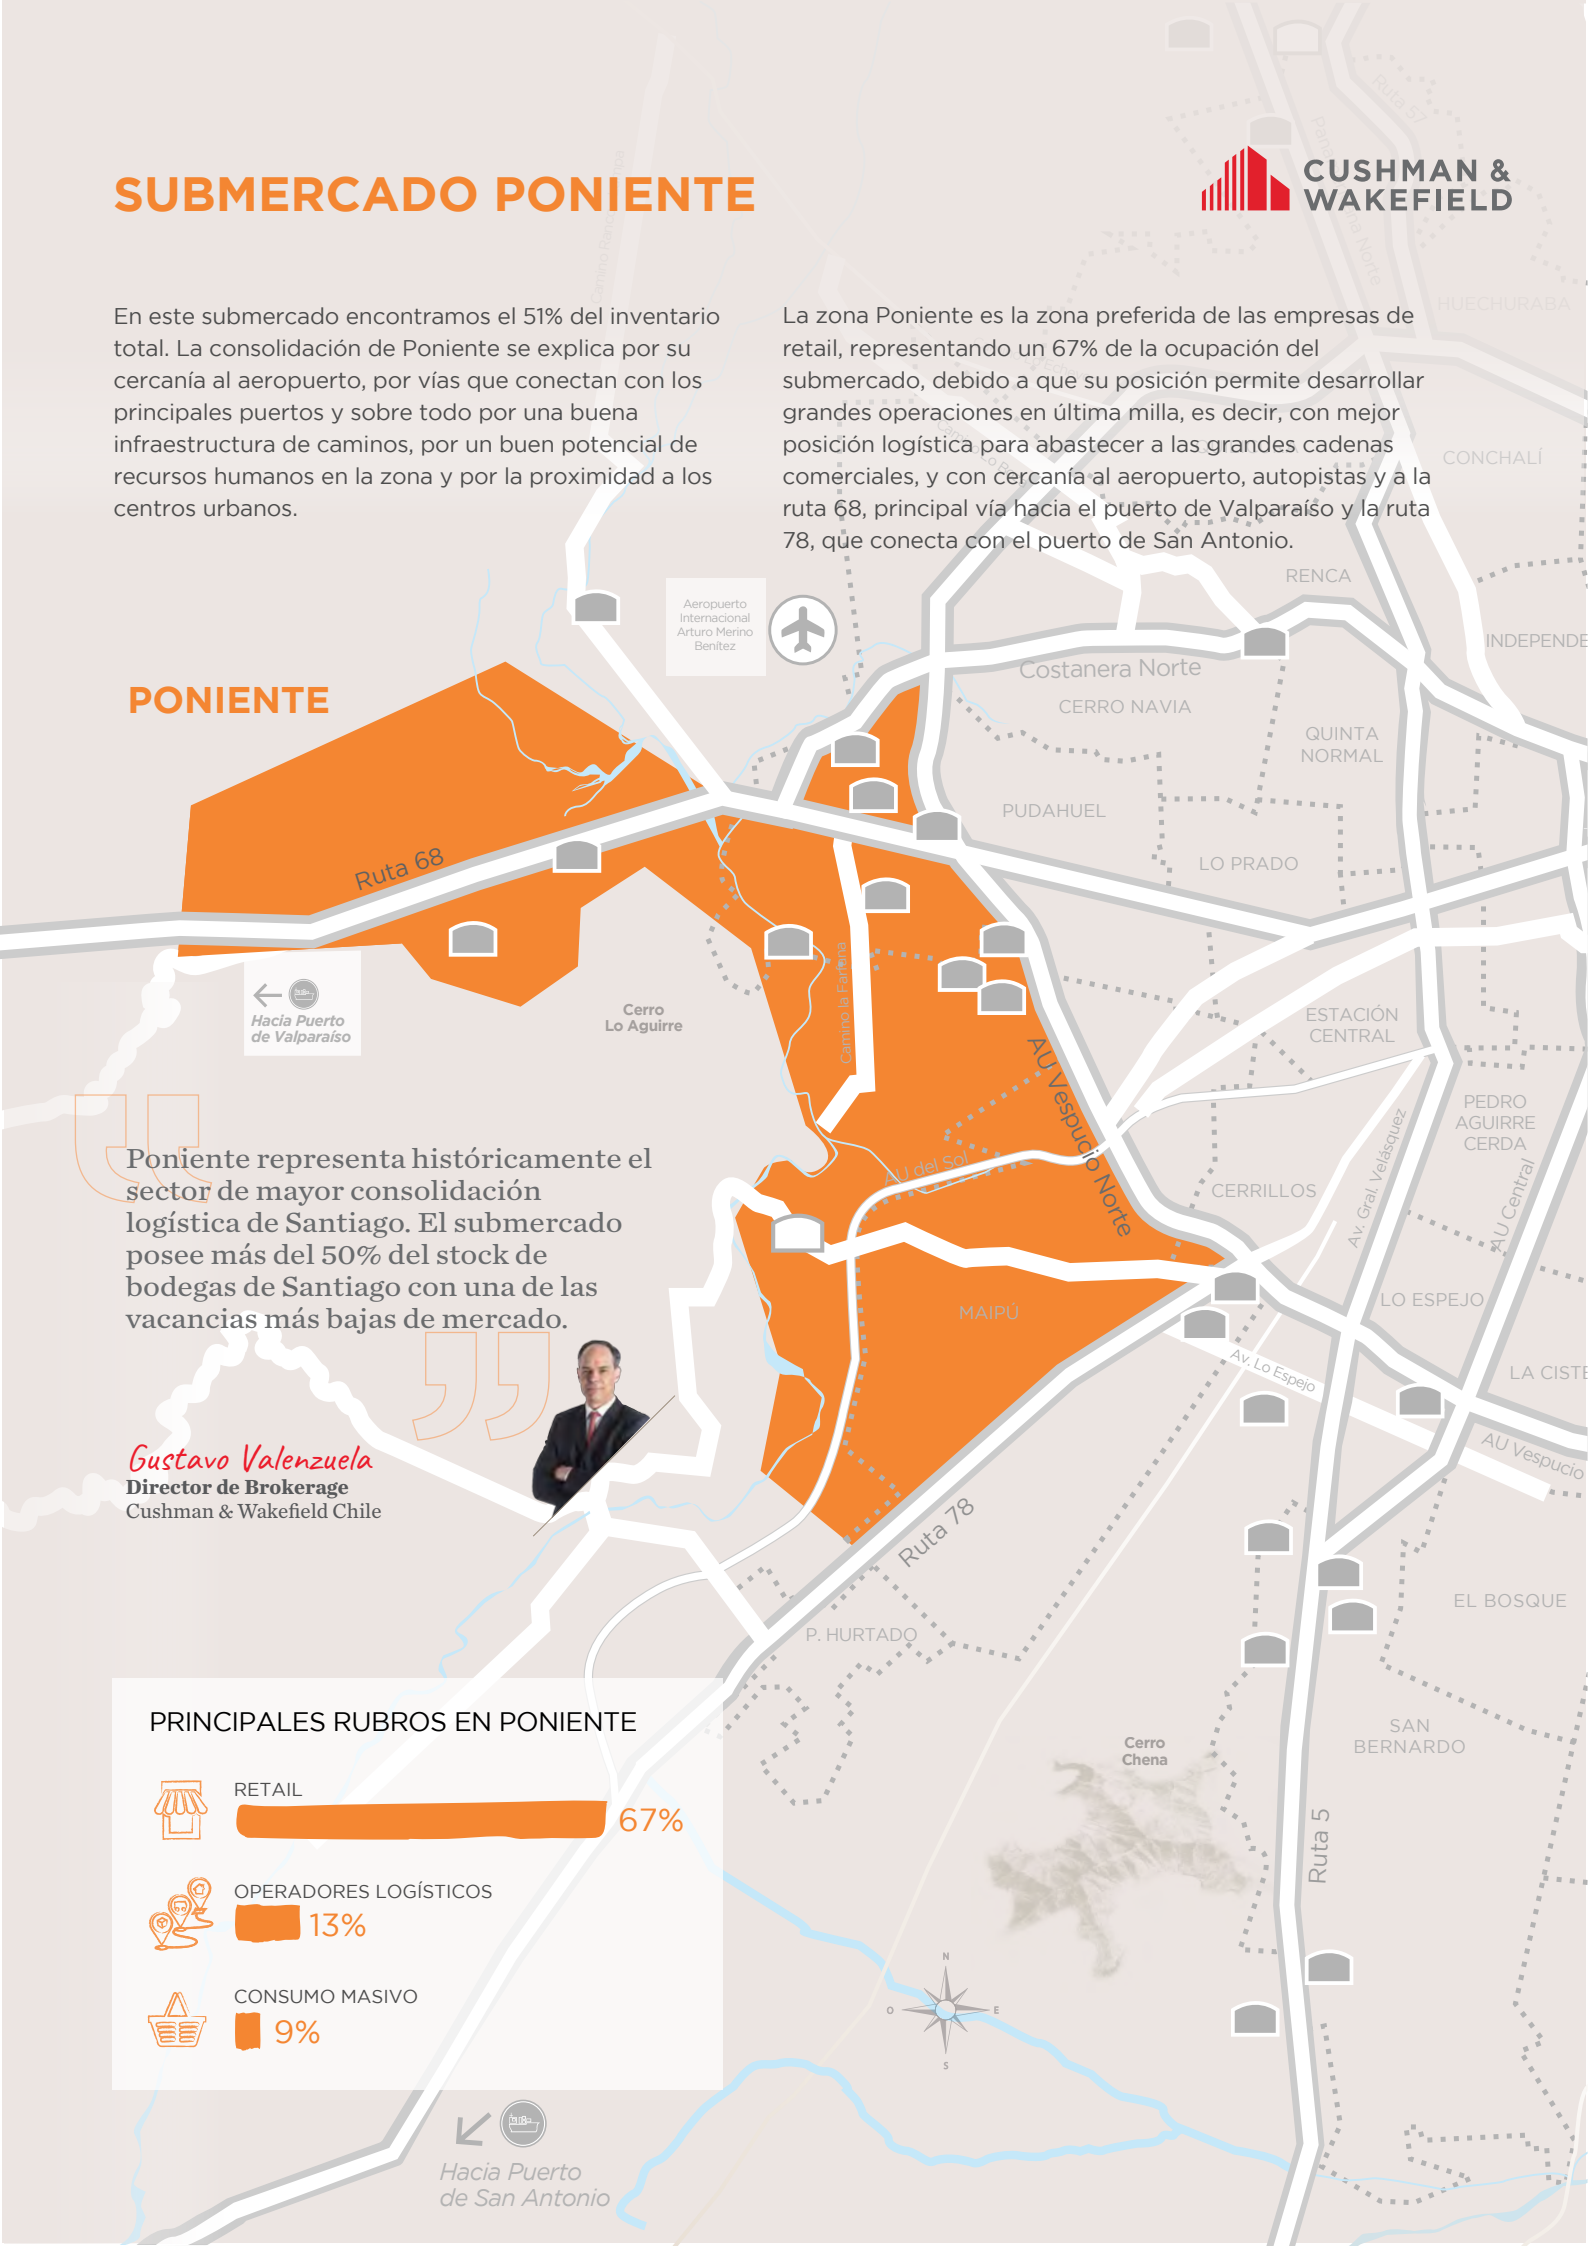 SUBMERCADO PONIENTE
CUSHMAN &
WAKEFIELD
En este submercado encontramos el 51% del inventario
total. La consolidación de Poniente se explica por su
cercanía al aeropuerto, por vías que conectan con los
principales puertos y sobre todo por una buena
infraestructura de caminos, por un buen potencial de
recursos humanos en la zona y por la proximidad a los
centros urbanos.
La zona Poniente es la zona preferida de las empresas de
retail, representando un 67% de la ocupación del
submercado, debido a que su posición permite desarrollar
grandes operaciones en última milla, es decir, con mejor
posición logística para abastecer a las grandes cadenas
comerciales, y con cercanía al aeropuerto, autopistas y a la
ruta 68, principal vía hacia el puerto de Valparaíso y la ruta
78, que conecta con el puerto de San Antonio.
Ruta 57
HUECHURABA
CONCHALÍ
RENCA
INDEPENDE
Aeropuerto
Internacional
Arturo Merino
Benítez
Costanera Norte
CERRO NAVIA
QUINTA
NORMAL
PONIENTE
PUDAHUEL
LO PRADO
Ruta 68
Hacia Puerto
de Valparaíso
Cerro
Lo Aguirre
Camino la Farfana
ESTACIÓN
CENTRAL
AU Vespucio Norte
PEDRO
AGUIRRE
CERDA
AU del Sol
CERRILLOS
Av. Gral. Velásquez
AU Central
Poniente representa históricamente el
sector de mayor consolidación
logística de Santiago. El submercado
posee más del 50% del stock de
bodegas de Santiago con una de las
vacancias más bajas de mercado.
MAIPÚ
LO ESPEJO
Av. Lo Espejo
LA CISTE
AU Vespucio
Gustavo Valenzuela
Director de Brokerage
Cushman & Wakefield Chile
Ruta 78
EL BOSQUE
P. HURTADO
SAN
BERNARDO
Cerro
Chena
Ruta 5
PRINCIPALES RUBROS EN PONIENTE
RETAIL
67%
OPERADORES LOGÍSTICOS
13%
CONSUMO MASIVO
9%
N
O
E
S
Hacia Puerto
de San Antonio